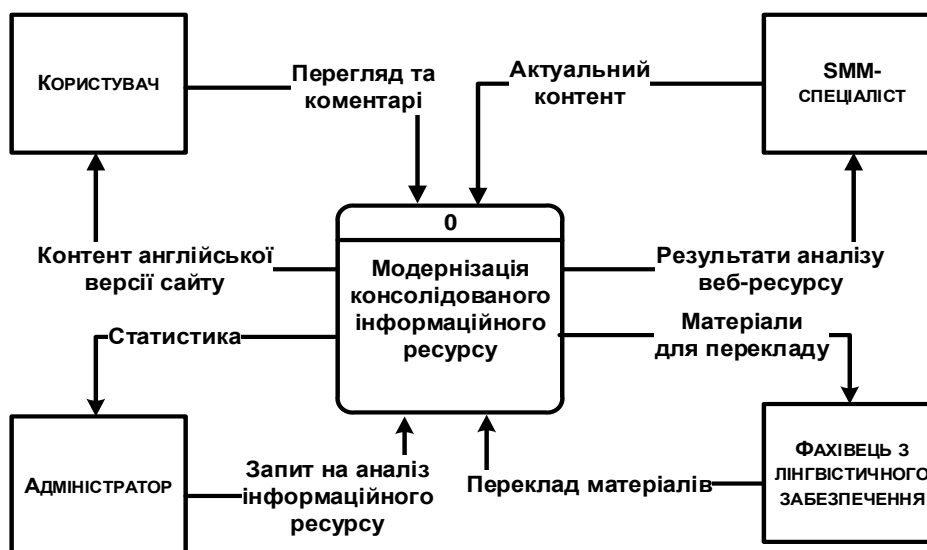 Користувач
Перегляд та
коментарі
Актуальний
контент
SMM-
спеціаліст
0
Модернізація
консолідованого
інформаційного
ресурсу
Контент англійської
версії сайту
Результати аналізу
веб-ресурсу
Статистика
Матеріали
для перекладу
Адміністратор
Запит на аналіз
інформаційного
ресурсу
Переклад матеріалів
Фахівець з
лінгвістичного
забезпечення